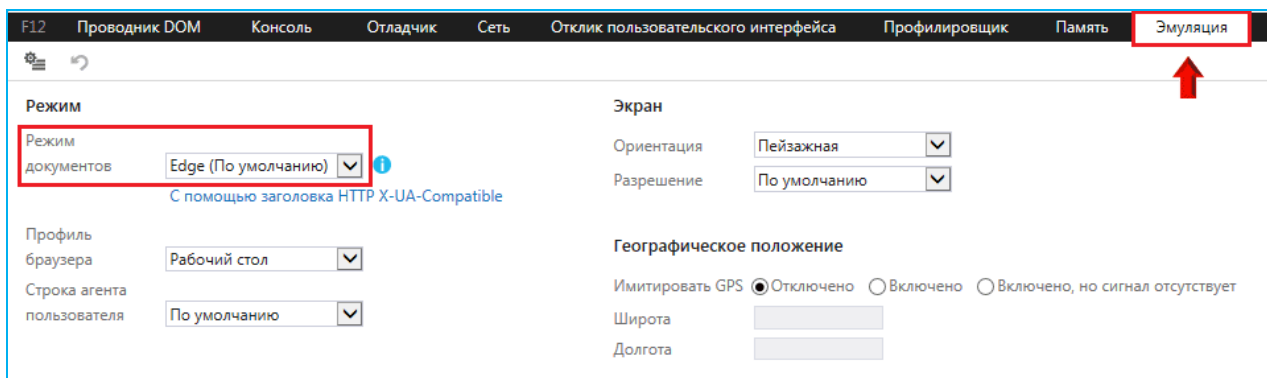 F12 Проводник DOM Консоль Отладчик Сеть Отклик пользовательского интерфейса Профилировщик Память Эмуляция
Режим
Режим
документов Edge (По умолчанию)
С помощью заголовка HTTP X-UA-Compatible
Профиль
браузера Рабочий стол
Строка агента
пользователя По умолчанию
Экран
Ориентация Пейзажная
Разрешение По умолчанию
Географическое положение
Имитировать GPS Отключено Включено Включено, но сигнал отсутствует
Широта
Долгота